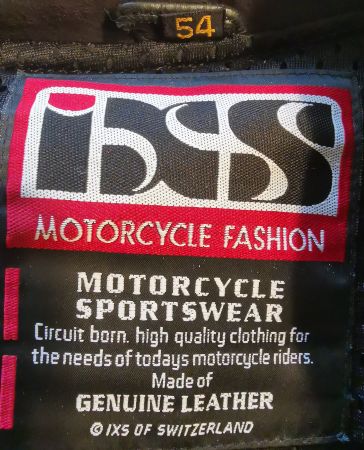 54
iXS
MOTORCYCLE FASHION
MOTORCYCLE
SPORTSWEAR
Circuit born. high quality clothing for
the needs of todays motorcycle riders.
Made of
GENUINE LEATHER
© IXS OF SWITZERLAND